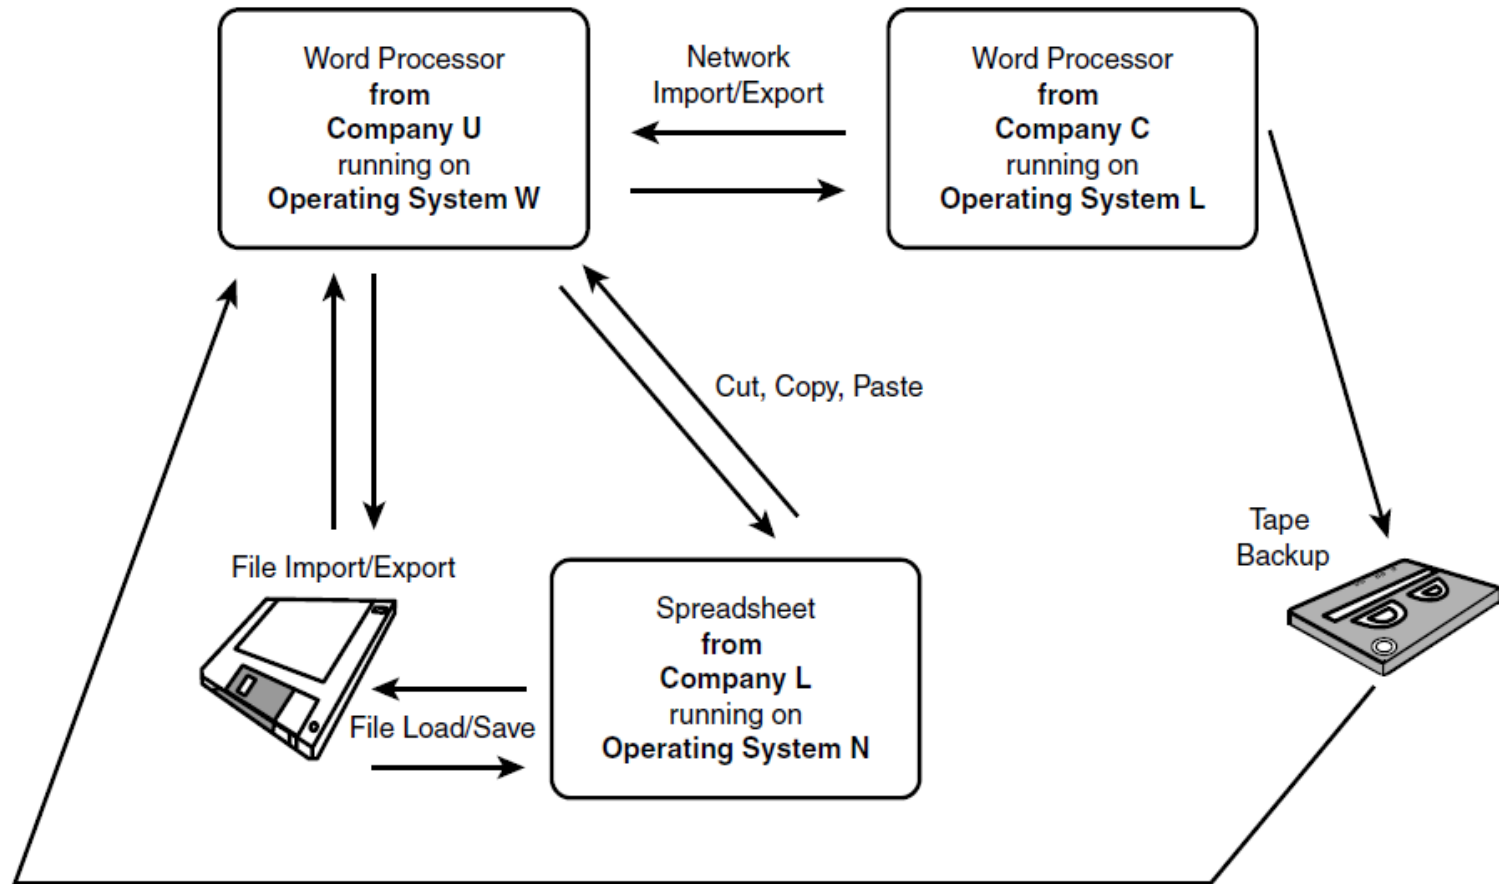 Word Processor
from
Company U
running on
Operating System W
Network
Import/Export
Word Processor
from
Company C
running on
Operating System L
Cut, Copy, Paste
File Import/Export
File Load/Save
Spreadsheet
from
Company L
running on
Operating System N
Tape
Backup